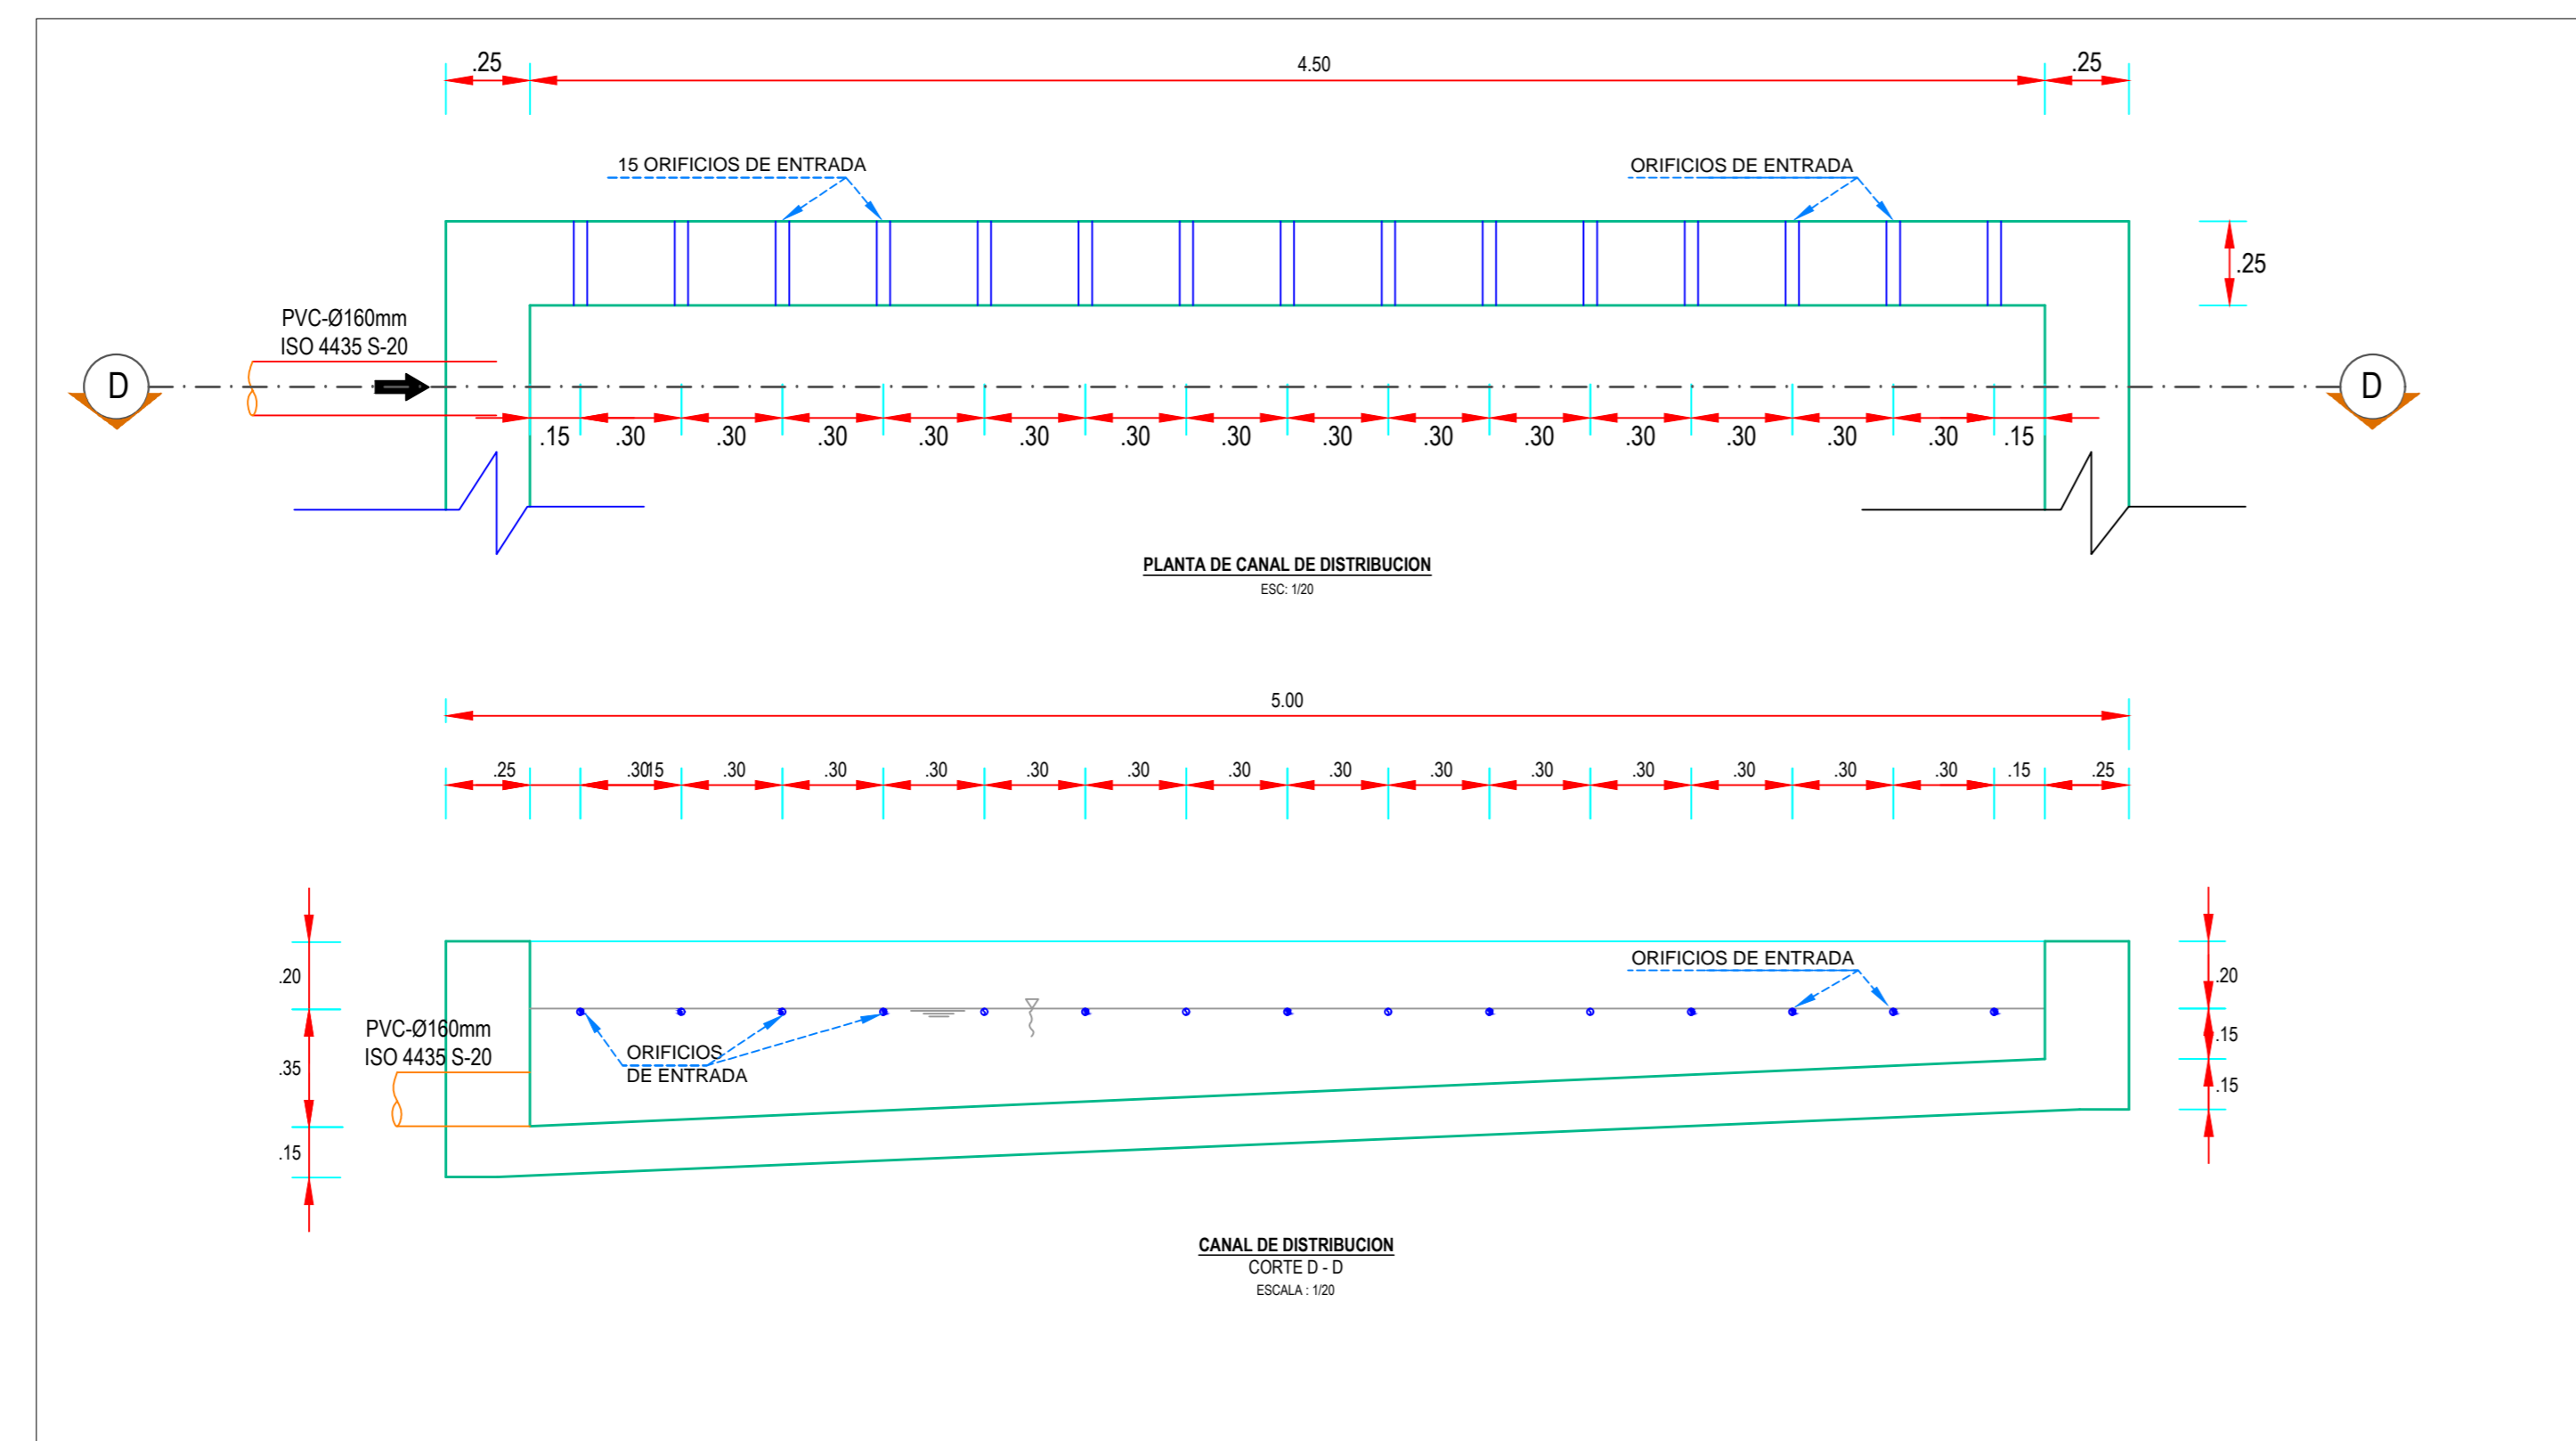 .25 4.50 .25
15 ORIFICIOS DE ENTRADA ORIFICIOS DE ENTRADA
.25
PVC-Ø160mm
ISO 4435 S-20
D D
.15 .30 .30 .30 .30 .30 .30 .30 .30 .30 .30 .30 .30 .30 .30 .15
PLANTA DE CANAL DE DISTRIBUCION
ESC: 1/20
5.00
.25 .30 .15 .30 .30 .30 .30 .30 .30 .30 .30 .30 .30 .30 .30 .30 .15 .25
ORIFICIOS DE ENTRADA
.20 .20
PVC-Ø160mm
ISO 4435 S-20
.15
ORIFICIOS
DE ENTRADA
.35 .15
.15
CANAL DE DISTRIBUCION
CORTE D - D
ESCALA : 1/20